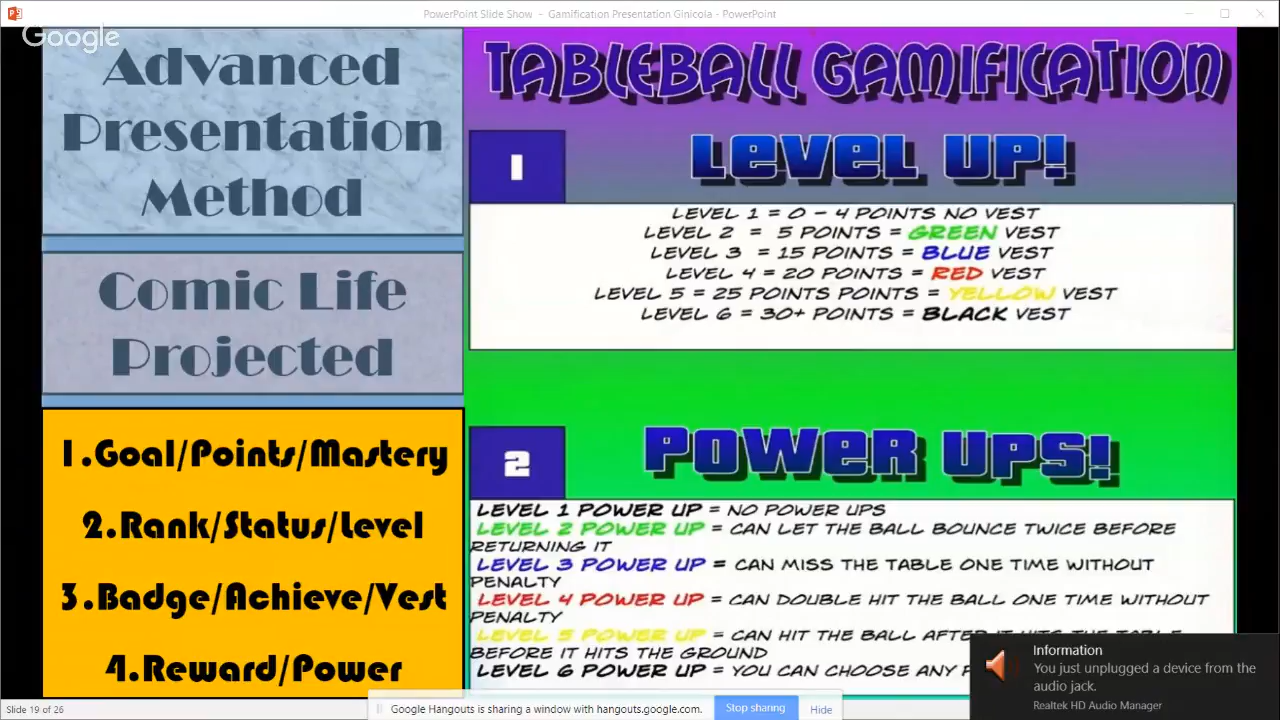 PowerPoint Slide Show - Gamification Presentation Ginicola - PowerPoint
Google
Advanced
Presentation
Method
Comic Life
Projected
1.Goal/Points/Mastery
2.Rank/Status/Level
3.Badge/Achieve/Vest
4.Reward/Power
TABLEBALL GAMIFICATION
1
LEVEL UP!
LEVEL 1 = 0 - 4 POINTS NO VEST
LEVEL 2 = 5 POINTS = GREEN VEST
LEVEL 3 = 15 POINTS = BLUE VEST
LEVEL 4 = 20 POINTS = RED VEST
LEVEL 5 = 25 POINTS POINTS = YELLOW VEST
LEVEL 6 = 30+ POINTS = BLACK VEST
2
POWER UPS!
LEVEL 1 POWER UP = NO POWER UPS
LEVEL 2 POWER UP = CAN LET THE BALL BOUNCE TWICE BEFORE
RETURNING IT
LEVEL 3 POWER UP = CAN MISS THE TABLE ONE TIME WITHOUT
PENALTY
LEVEL 4 POWER UP = CAN DOUBLE HIT THE BALL ONE TIME WITHOUT
PENALTY
LEVEL 5 POWER UP = CAN HIT THE BALL AFTER IT HITS THE TABLE
BEFORE IT HITS THE GROUND
LEVEL 6 POWER UP = YOU CAN CHOOSE ANY
Information
You just unplugged a device from the
audio jack.
Realtek HD Audio Manager
Slide 19 of 26
Google Hangouts is sharing a window with hangouts.google.com.
Stop sharing
Hide